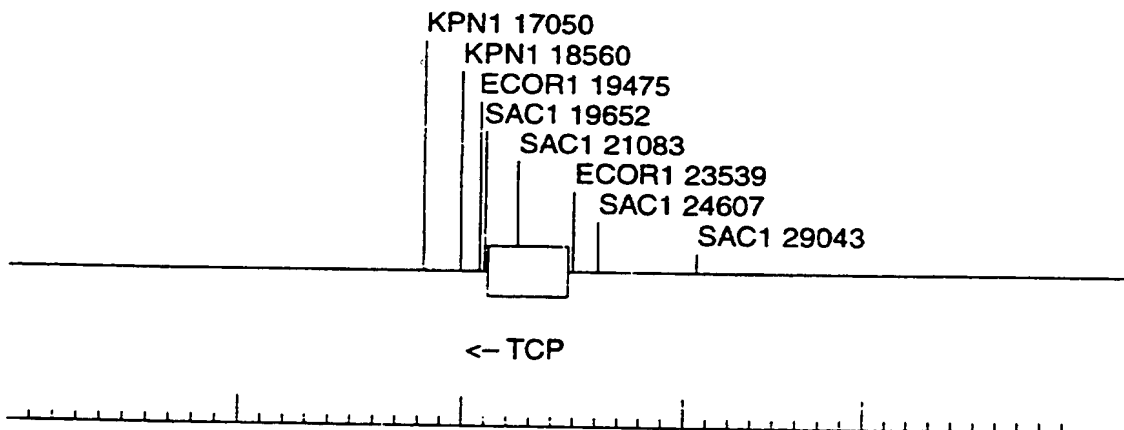 KPN1 17050
KPN1 18560
ECOR1 19475
SAC1 19652
SAC1 21083
ECOR1 23539
SAC1 24607
SAC1 29043
<– TCP